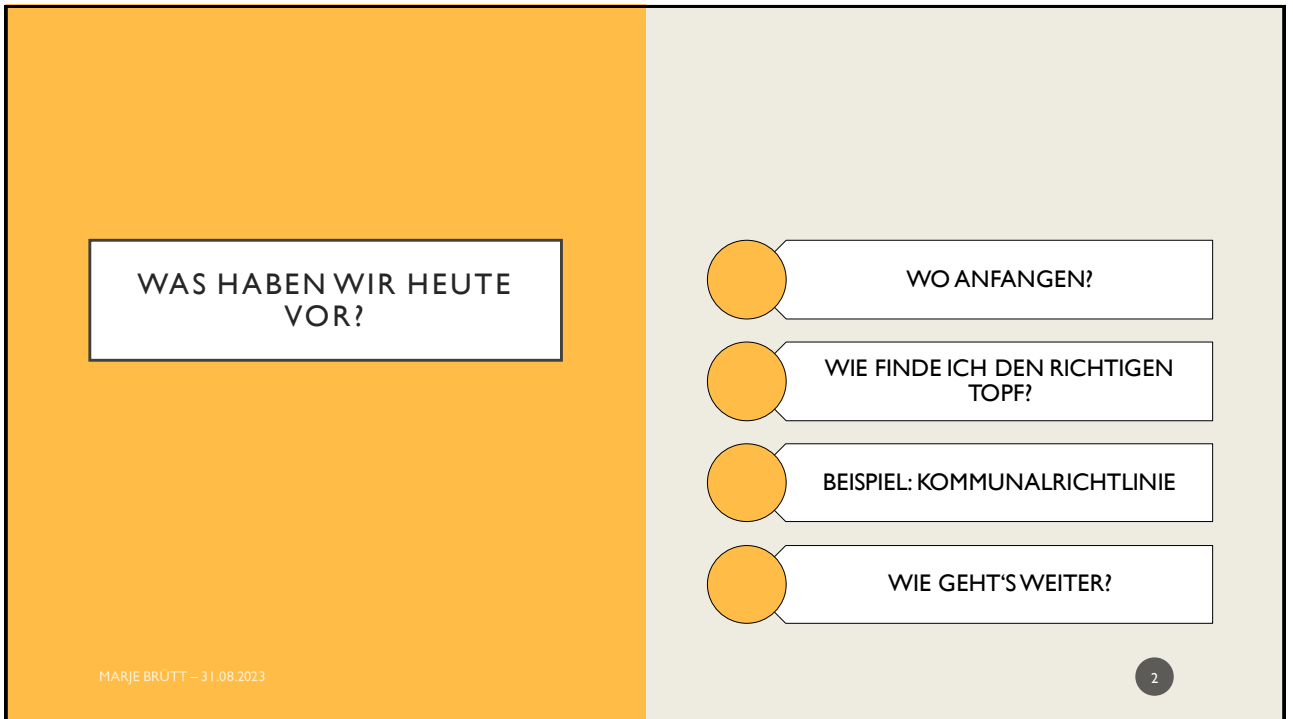 WAS HABEN WIR HEUTE
VOR?
WO ANFANGEN?
WIE FINDE ICH DEN RICHTIGEN
TOPF?
BEISPIEL: KOMMUNALRICHTLINIE
WIE GEHT‘S WEITER?
MARJE BRÜTT – 31.08.2023
2